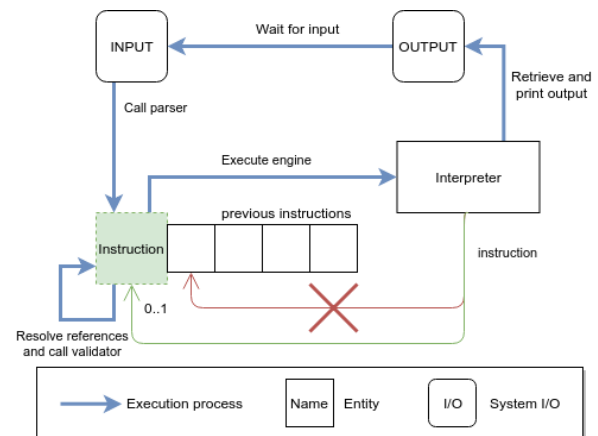 INPUT
Wait for input
OUTPUT
Retrieve and
print output
Call parser
Execute engine
Interpreter
previous instructions
Instruction
instruction
0..1
Resolve references
and call validator
Execution process
Name
Entity
I/O
System I/O